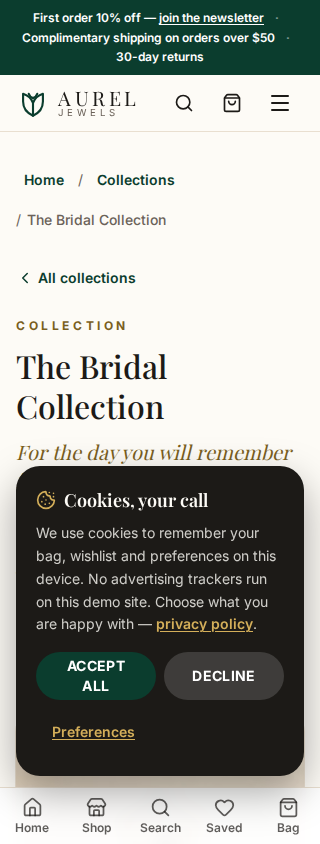 First order 10% off — join the newsletter ·
Complimentary shipping on orders over $50 ·
30-day returns
AUREL
JEWELS
Home / Collections
/ The Bridal Collection
All collections
COLLECTION
The Bridal
Collection
For the day you will remember
Cookies, your call
We use cookies to remember your
bag, wishlist and preferences on this
device. No advertising trackers run
on this demo site. Choose what you
are happy with — privacy policy.
ACCEPT
ALL
DECLINE
Preferences
Home Shop Search Saved Bag